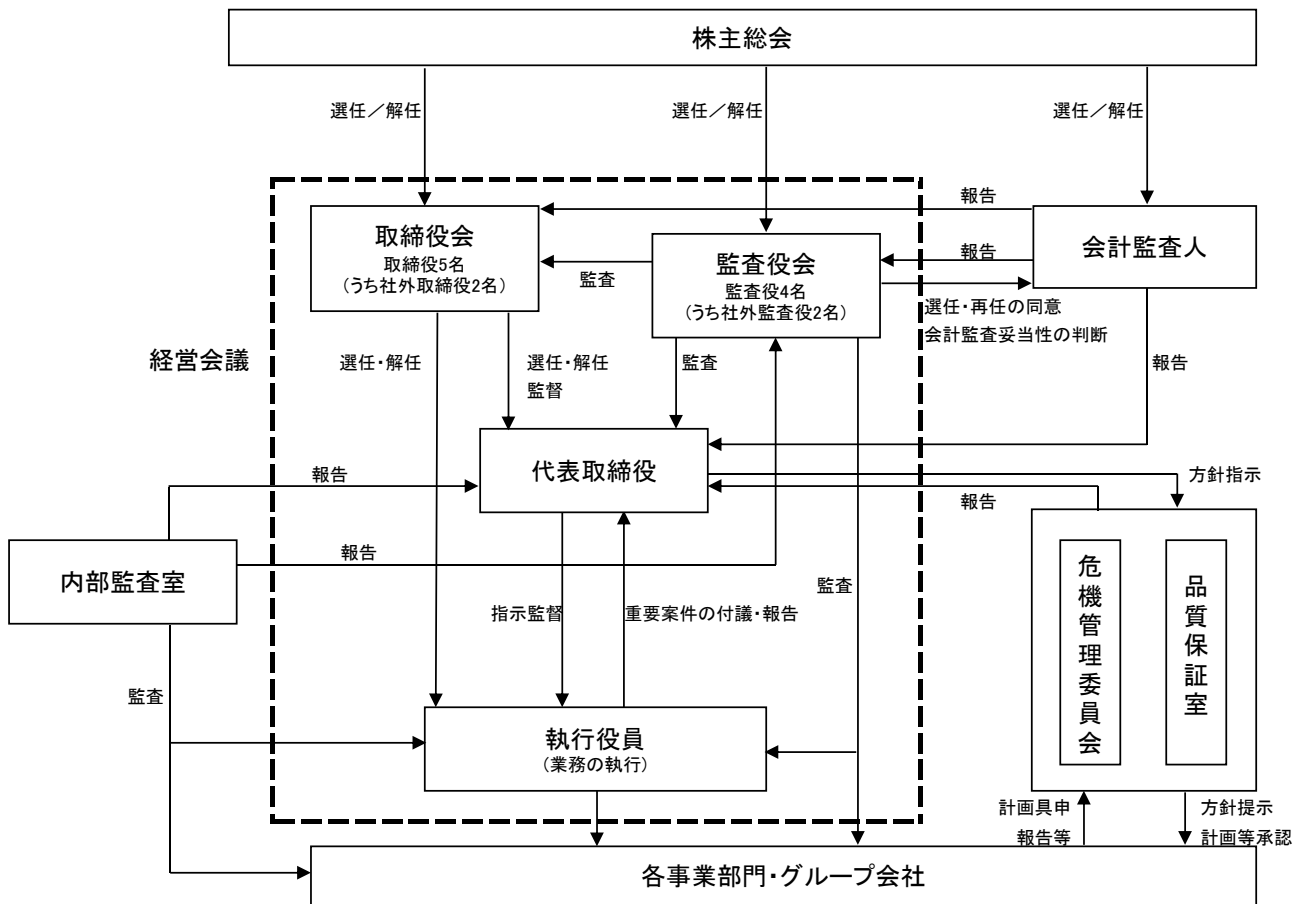 株主総会
選任／解任
選任／解任
選任／解任
報告
取締役会
取締役5名
(うち社外取締役2名)
監査
監査役会
監査役4名
(うち社外監査役2名)
報告
会計監査人
選任・再任の同意
会計監査妥当性の判断
経営会議
選任・解任
選任・解任
監督
監査
報告
代表取締役
報告
方針指示
報告
内部監査室
報告
監査
指示監督
重要案件の付議・報告
危機管理委員会
品質保証室
監査
執行役員
(業務の執行)
計画具申
報告等
方針提示
計画等承認
各事業部門・グループ会社